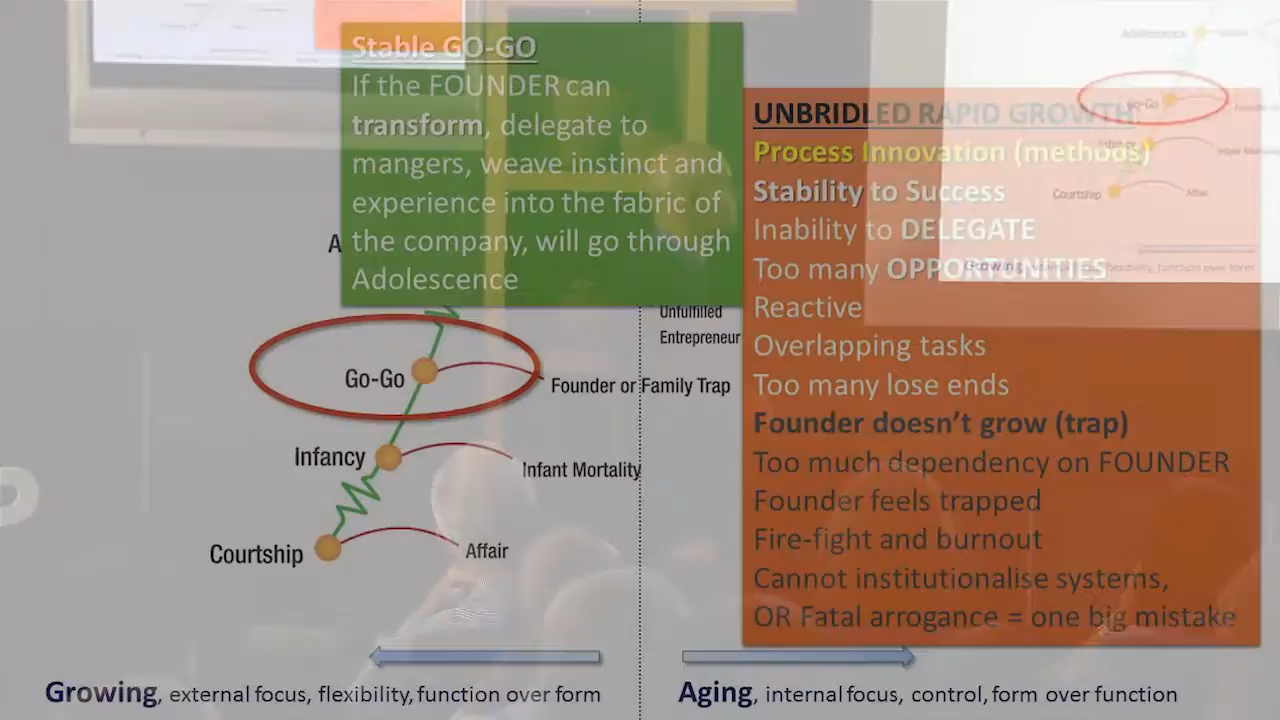 Stable GO-GO
If the FOUNDER can
transform, delegate to
mangers, weave instinct and
experience into the fabric of
the company, will go through
Adolescence
UNBRIDLED RAPID GROWTH
Process Innovation (methods)
Stability to Success
Inability to DELEGATE
Too many OPPORTUNITIES
Reactive
Overlapping tasks
Too many lose ends
Founder doesn't grow (trap)
Too much dependency on FOUNDER
Founder feels trapped
Fire-fight and burnout
Cannot institutionalise systems,
OR Fatal arrogance = one big mistake
A
Unfulfilled
Entrepreneur
Go-Go
Founder or Family Trap
Infancy
Infant Mortality
Courtship
Affair
Growing, external focus, flexibility, function over form
Aging, internal focus, control, form over function
Adolescence
Go-Go
Courtship
Affair
Growing, flexibility, function over form